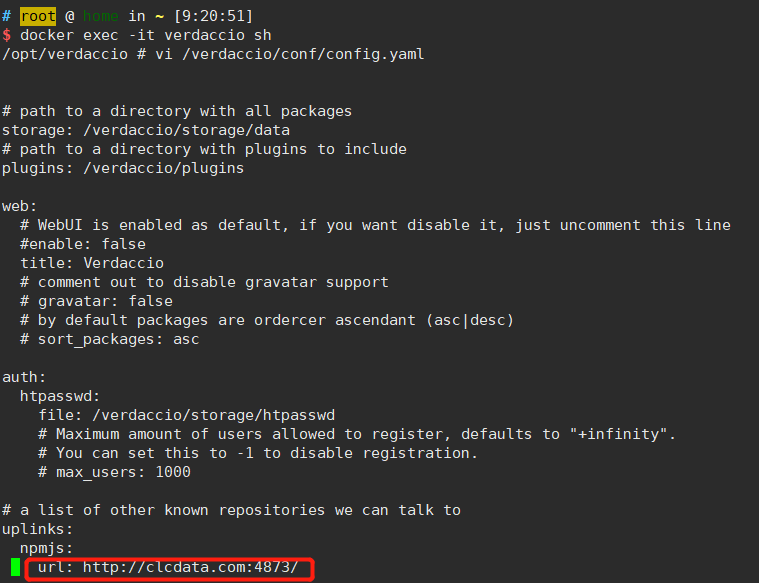 # root @ home in ~ [9:20:51]
$ docker exec -it verdaccio sh
/opt/verdaccio # vi /verdaccio/conf/config.yaml
# path to a directory with all packages
storage: /verdaccio/storage/data
# path to a directory with plugins to include
plugins: /verdaccio/plugins
web:
  # WebUI is enabled as default, if you want disable it, just uncomment this line
  #enable: false
  title: Verdaccio
  # comment out to disable gravatar support
  # gravatar: false
  # by default packages are ordercer ascendant (asc|desc)
  # sort_packages: asc
auth:
  htpasswd:
    file: /verdaccio/storage/htpasswd
    # Maximum amount of users allowed to register, defaults to "+infinity".
    # You can set this to -1 to disable registration.
    # max_users: 1000
# a list of other known repositories we can talk to
uplinks:
  npmjs:
    url: http://clcdata.com:4873/